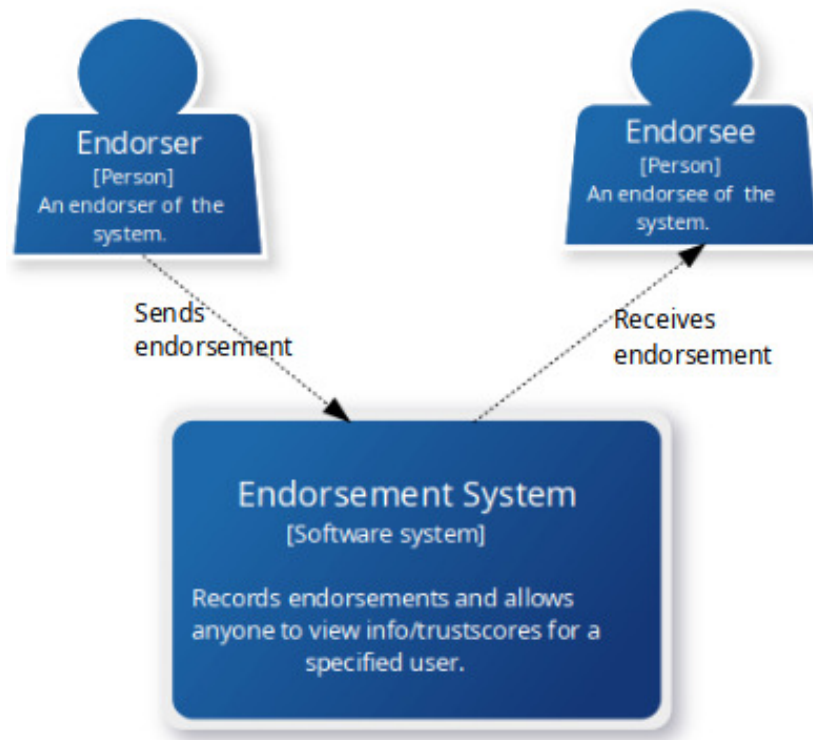 Endorser
[Person]
An endorser of the
system.
Endorsee
[Person]
An endorsee of the
system.
Sends
endorsement
Receives
endorsement
Endorsement System
[Software system]
Records endorsements and allows
anyone to view info/trustscores for a
specified user.